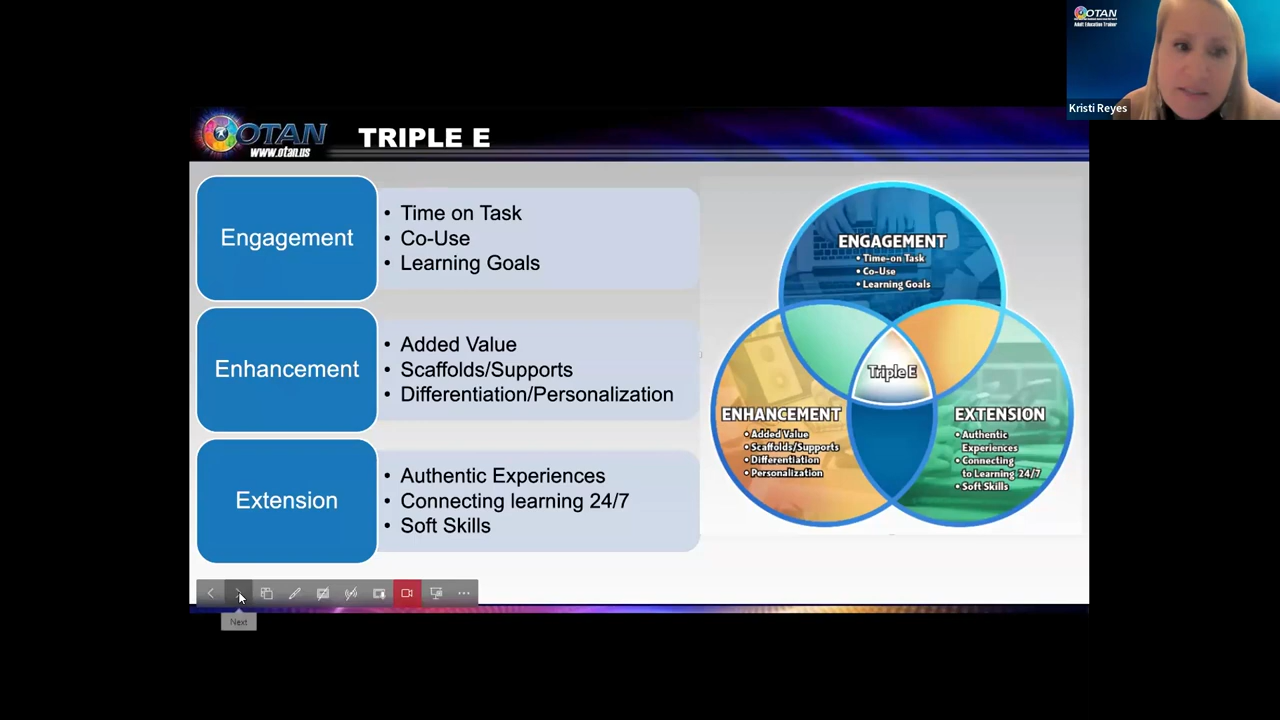 OTAN
Kristi Reyes
OTAN
www.otan.us
TRIPLE E
Engagement
• Time on Task
• Co-Use
• Learning Goals
Enhancement
• Added Value
• Scaffolds/Supports
• Differentiation/Personalization
Extension
• Authentic Experiences
• Connecting learning 24/7
• Soft Skills
ENGAGEMENT
• Time-on Task
• Co-Use
• Learning Goals
Triple E
ENHANCEMENT
• Added Value
• Scaffolds/Supports
• Differentiation
• Personalization
EXTENSION
• Authentic
Experiences
• Connecting
to Learning 24/7
• Soft Skills
Next